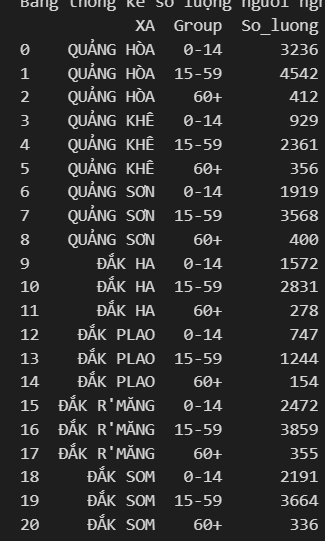 Bảng thống kê số lượng người ngh
XA Group So_luong
0 QUẢNG HÒA 0-14 3236
1 QUẢNG HÒA 15-59 4542
2 QUẢNG HÒA 60+ 412
3 QUẢNG KHÊ 0-14 929
4 QUẢNG KHÊ 15-59 2361
5 QUẢNG KHÊ 60+ 356
6 QUẢNG SƠN 0-14 1919
7 QUẢNG SƠN 15-59 3568
8 QUẢNG SƠN 60+ 400
9 ĐẮK HA 0-14 1572
10 ĐẮK HA 15-59 2831
11 ĐẮK HA 60+ 278
12 ĐẮK PLAO 0-14 747
13 ĐẮK PLAO 15-59 1244
14 ĐẮK PLAO 60+ 154
15 ĐẮK R'MĂNG 0-14 2472
16 ĐẮK R'MĂNG 15-59 3859
17 ĐẮK R'MĂNG 60+ 355
18 ĐẮK SOM 0-14 2191
19 ĐẮK SOM 15-59 3664
20 ĐẮK SOM 60+ 336